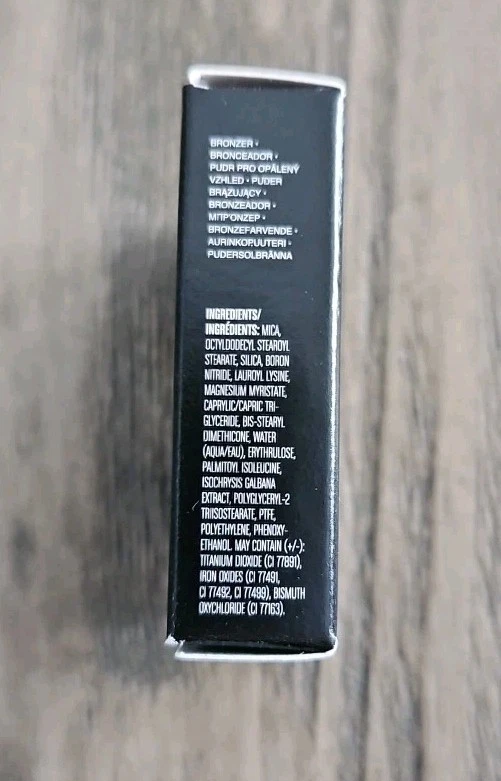 BRONZER •
BRONCEADOR •
PUDR PRO OPÁLENÝ
VZHLED • PUDER
BRĄZUJĄCY •
BRONZEADOR •
ΜΠΡΌΝΖΕΡ •
BRONZEFARVENDE •
AURINKOPUUTERI •
PUDERSOLBRÄNNA
INGREDIENTS/
INGRÉDIENTS: MICA,
OCTYLDODECYL STEAROYL
STEARATE, SILICA, BORON
NITRIDE, LAUROYL LYSINE,
MAGNESIUM MYRISTATE,
CAPRYLIC/CAPRIC TRI-
GLYCERIDE, BIS-STEARYL
DIMETHICONE, WATER
(AQUA/EAU), ERYTHRULOSE,
PALMITOYL ISOLEUCINE,
ISOCHRYSIS GALBANA
EXTRACT, POLYGLYCERYL-2
TRIISOSTEARATE, PTFE,
POLYETHYLENE, PHENOXY-
ETHANOL. MAY CONTAIN (+/-):
TITANIUM DIOXIDE (CI 77891),
IRON OXIDES (CI 77491,
CI 77492, CI 77499), BISMUTH
OXYCHLORIDE (CI 77163).